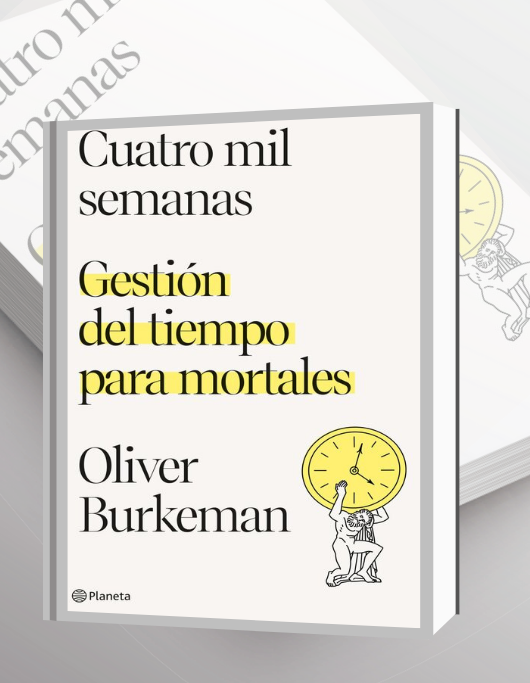 Cuatro mil
semanas
Gestión
del tiempo
para mortales
Oliver
Burkeman
Planeta